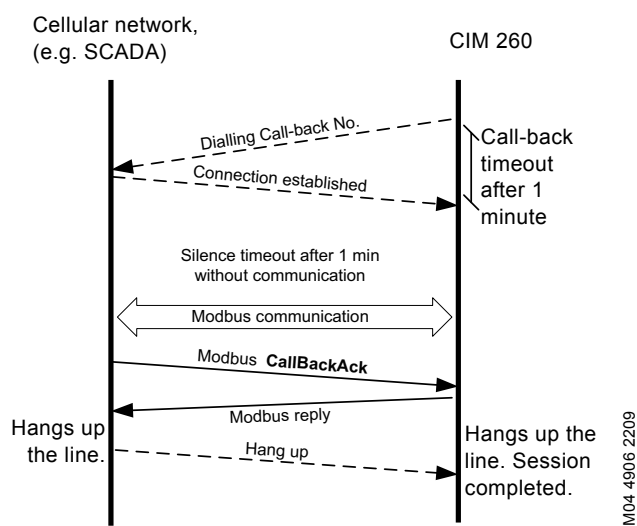 Cellular network,
(e.g. SCADA)
CIM 260
Dialling Call-back No.
Connection established
Call-back
timeout
after 1
minute
Silence timeout after 1 min
without communication
Modbus communication
Modbus CallBackAck
Modbus reply
Hangs up
the line.
Hang up
Hangs up the
line. Session
completed.
M04 4906 2209